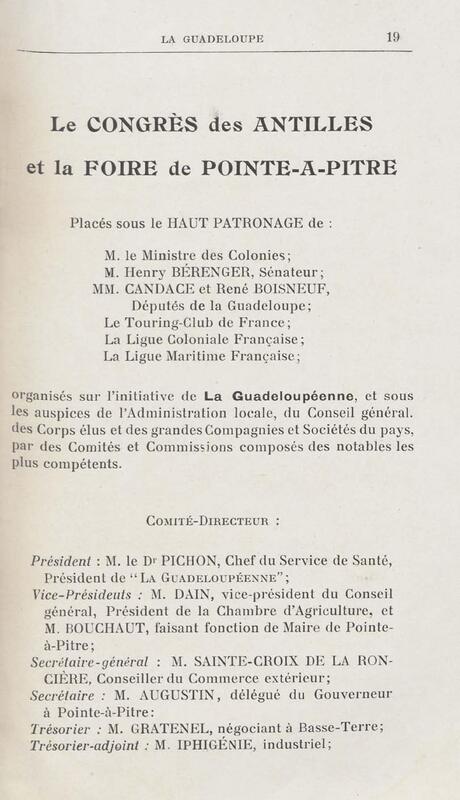 LA GUADELOUPE 19
Le CONGRÈS des ANTILLES
et la FOIRE de POINTE-A-PITRE
Placés sous le HAUT PATRONAGE de :
M. le Ministre des Colonies;
M. Henry BÉRENGER, Sénateur;
MM. CANDACE et René BOISNEUF,
Députés de la Guadeloupe;
Le Touring-Club de France;
La Ligue Coloniale Française;
La Ligue Maritime Française;
organisés sur l'initiative de La Guadeloupéenne, et sous
les auspices de l'Administration locale, du Conseil général.
des Corps élus et des grandes Compagnies et Sociétés du pays,
par des Comités et Commissions composés des notables les
plus compétents.
COMITÉ-DIRECTEUR :
Président : M. le Dr PICHON, Chef du Service de Santé,
Président de "LA GUADELOUPÉENNE";
Vice-Présideuts : M. DAIN, vice-président du Conseil
général, Président de la Chambre d'Agriculture, et
M. BOUCHAUT, faisant fonction de Maire de Pointe-
à-Pitre;
Secrétaire-général : M. SAINTE-CROIX DE LA RON-
CIÈRE, Conseiller du Commerce extérieur;
Secrétaire : M. AUGUSTIN, délégué du Gouverneur
à Pointe-à-Pitre:
Trésorier : M. GRATENEL, négociant à Basse-Terre;
Trésorier-adjoint : M. IPHIGÉNIE, industriel;